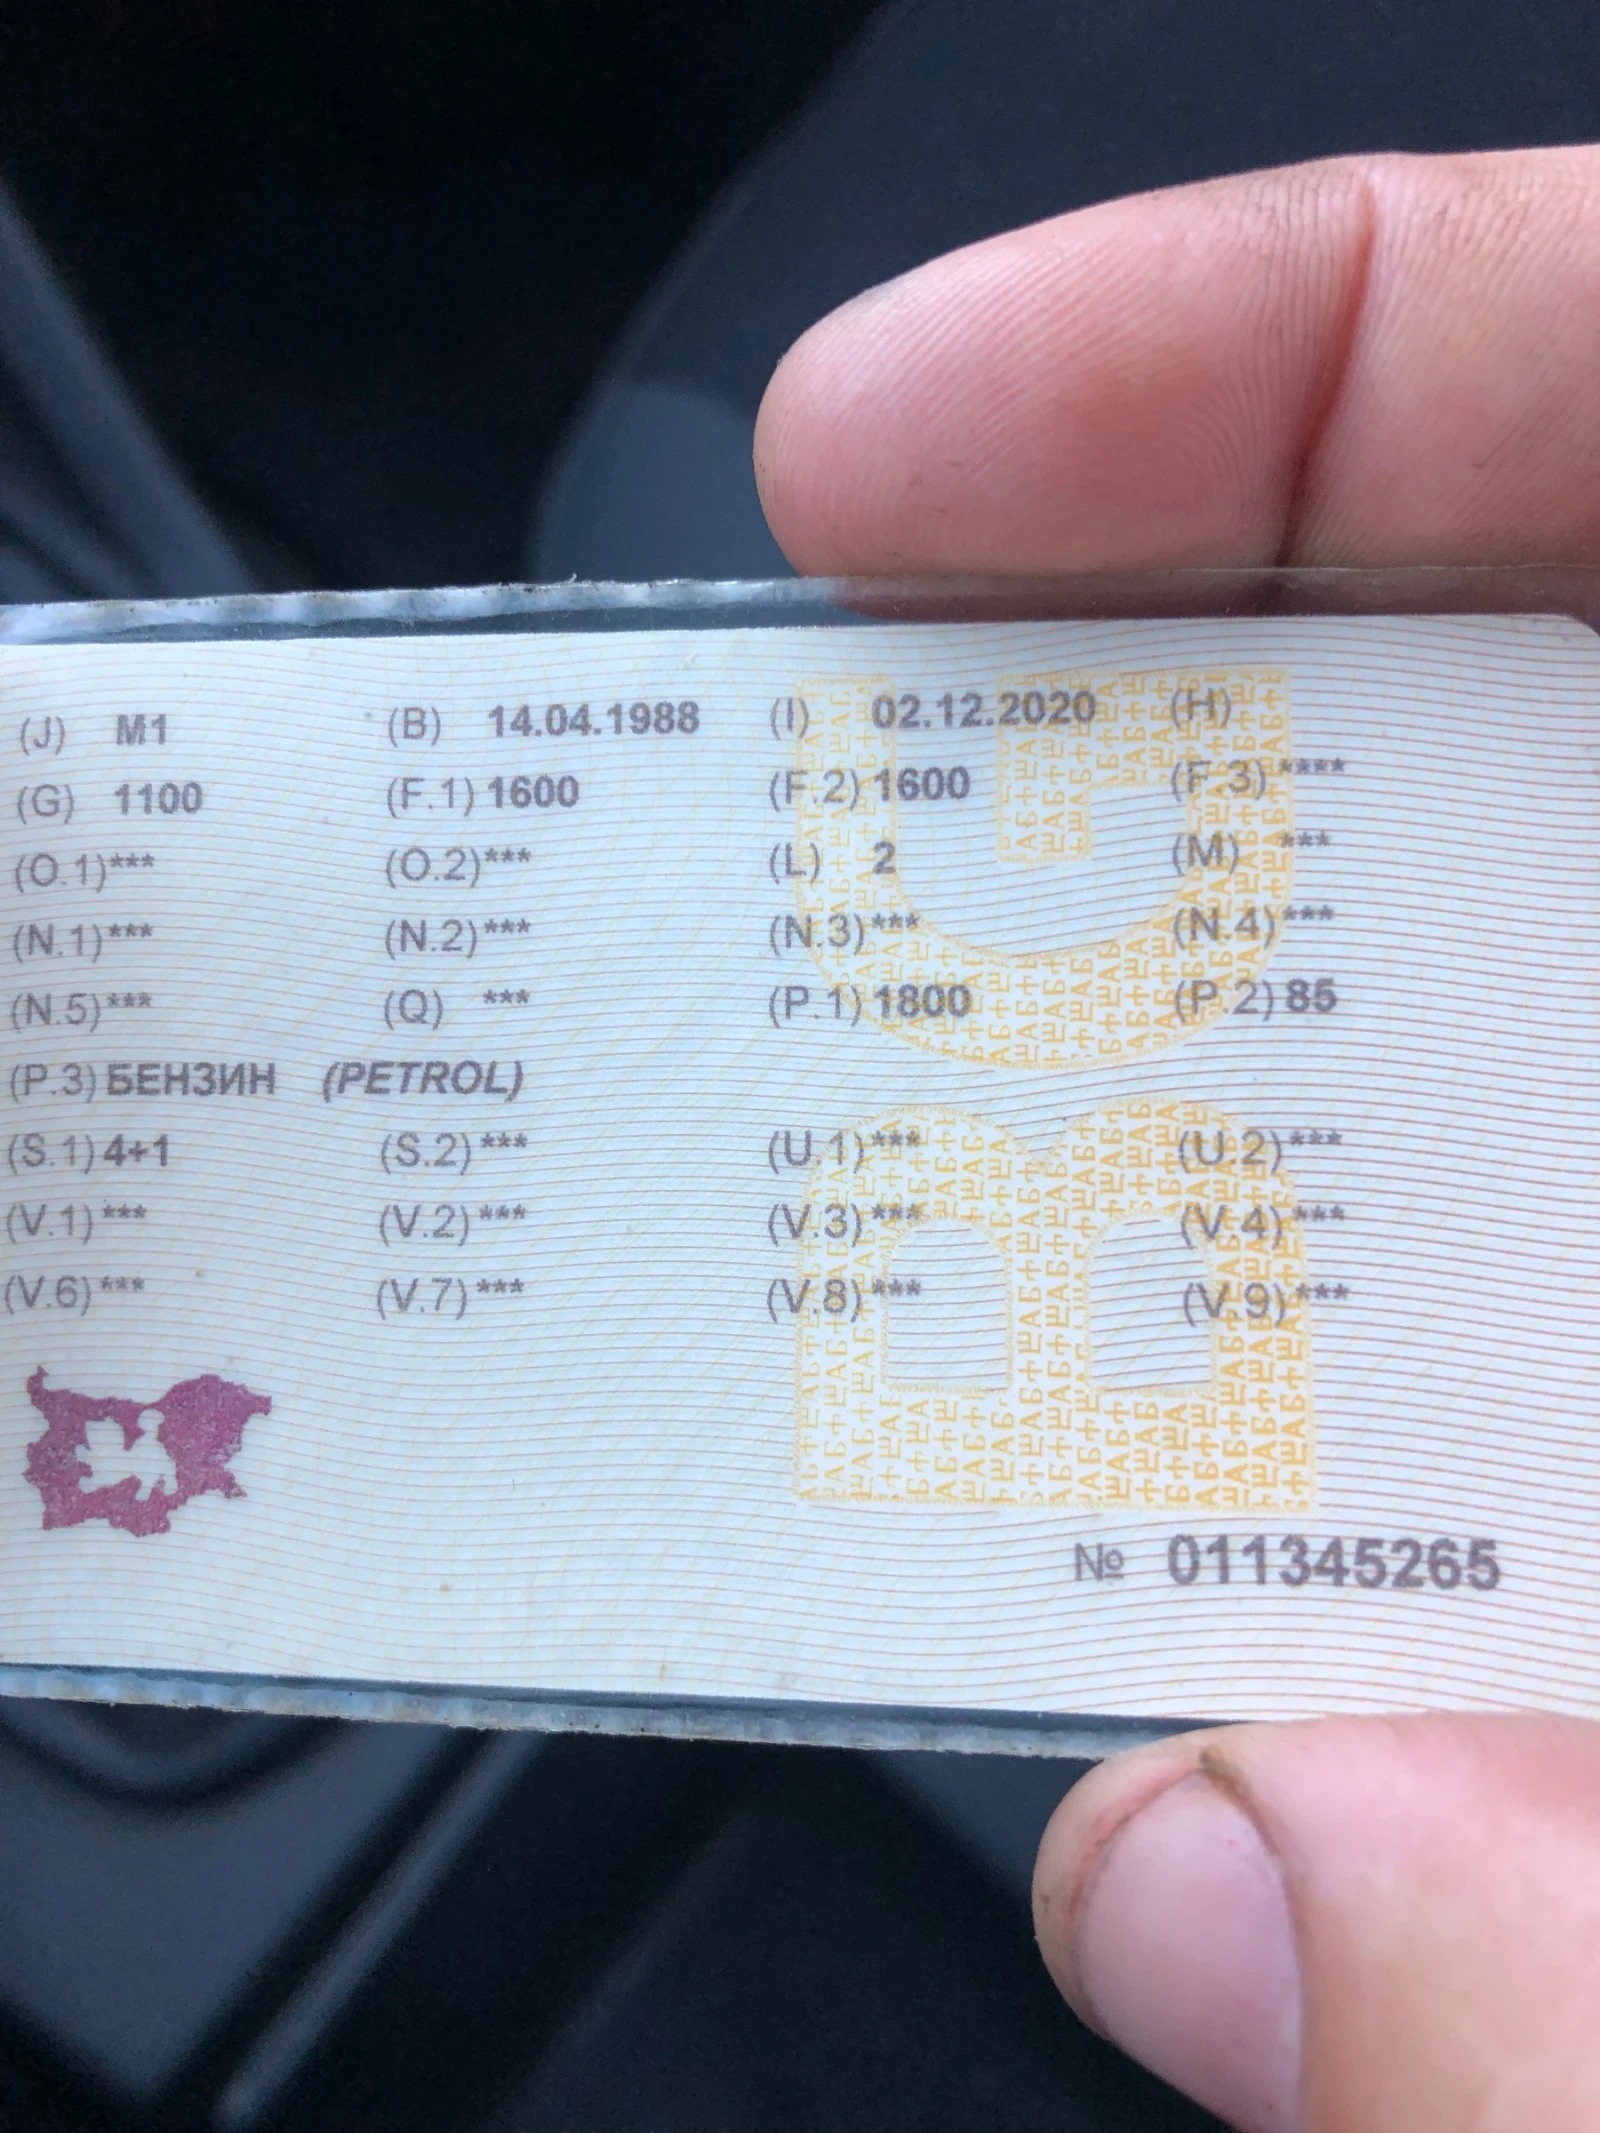 (J) M1 (B) 14.04.1988 (I) 02.12.2020 (H)
(G) 1100 (F.1) 1600 (F.2) 1600 (F.3) ****
(O.1) *** (O.2) *** (L) 2 (M) ***
(N.1) *** (N.2) *** (N.3) *** (N.4) ***
(N.5) *** (Q) *** (P.1) 1800 (P.2) 85
(P.3) БЕНЗИН (PETROL)
(S.1) 4+1 (S.2) *** (U.1) *** (U.2) ***
(V.1) *** (V.2) *** (V.3) *** (V.4) ***
(V.6) *** (V.7) *** (V.8) *** (V.9) ***
№ 011345265